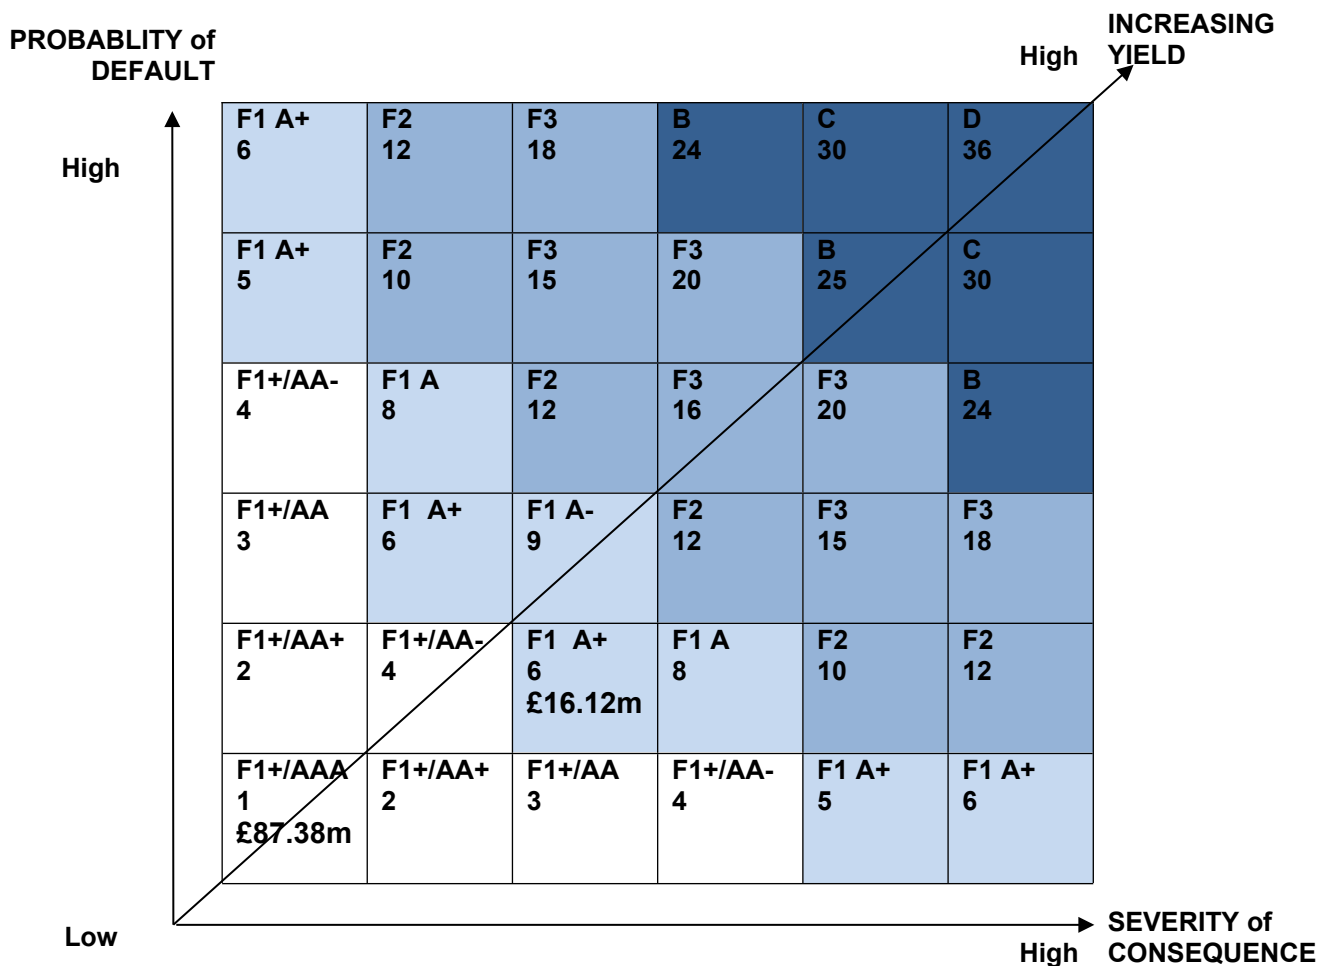 PROBABLITY of
DEFAULT
INCREASING
High YIELD
High
F1 A+ F2 F3 B C D
6 12 18 24 30 36
F1 A+ F2 F3 F3 B C
5 10 15 20 25 30
F1+/AA- F1 A F2 F3 F3 B
4 8 12 16 20 24
F1+/AA F1 A+ F1 A- F2 F3 F3
3 6 9 12 15 18
F1+/AA+ F1+/AA- F1 A+ F1 A F2 F2
2 4 6 8 10 12
£16.12m
F1+/AAA F1+/AA+ F1+/AA F1+/AA- F1 A+ F1 A+
1 2 3 4 5 6
£87.38m
Low
SEVERITY of
High CONSEQUENCE